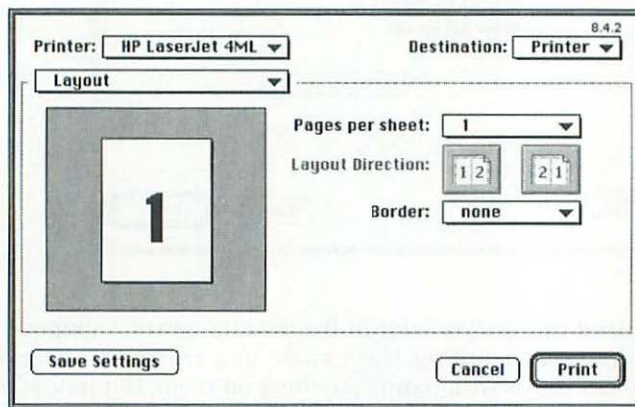 8.4.2
Printer: HP LaserJet 4ML Destination: Printer
Layout
Pages per sheet: 1
1
Layout Direction: 1 2 2 1
Border: none
Save Settings Cancel Print